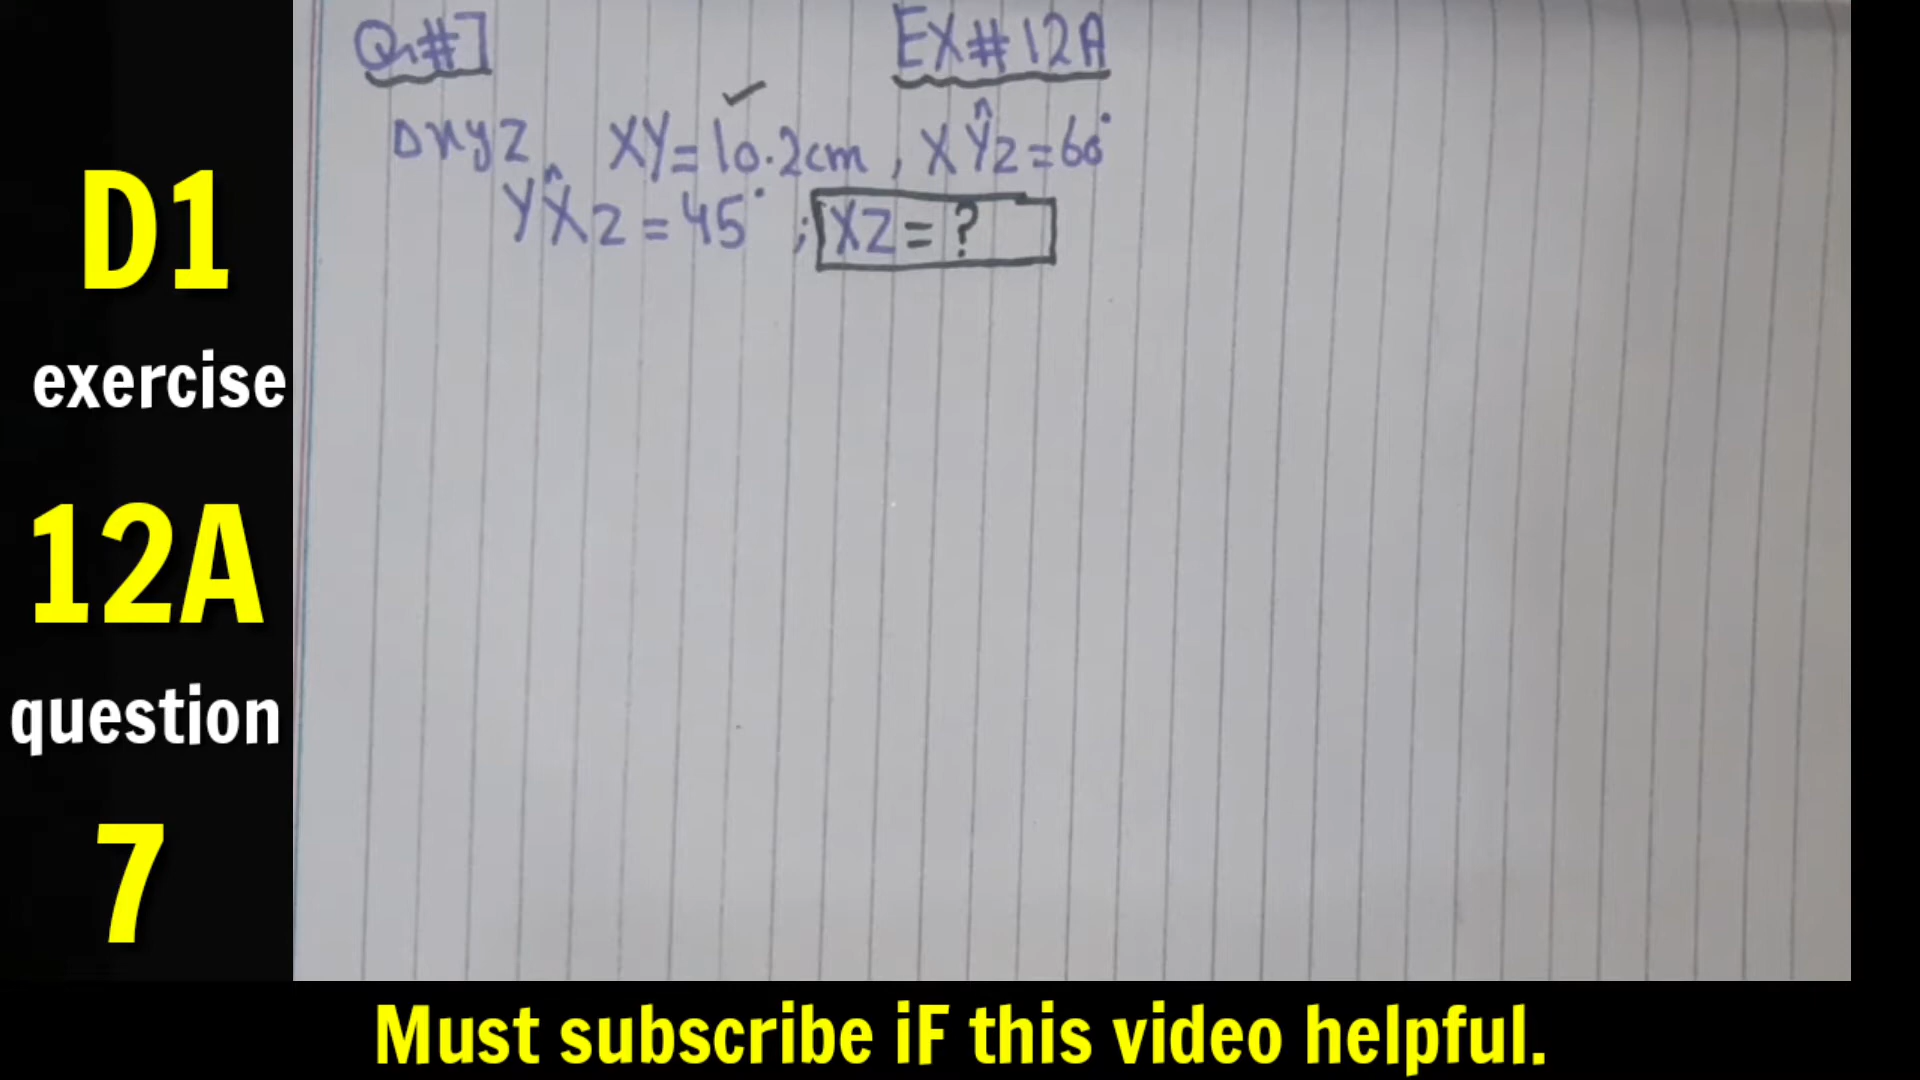 Qn#7
EX#12A
ΔXYZ XY=10.2cm, XŶZ=60°
YX̂Z=45° ; XZ=?
D1
exercise
12A
question
7
Must subscribe iF this video helpful.